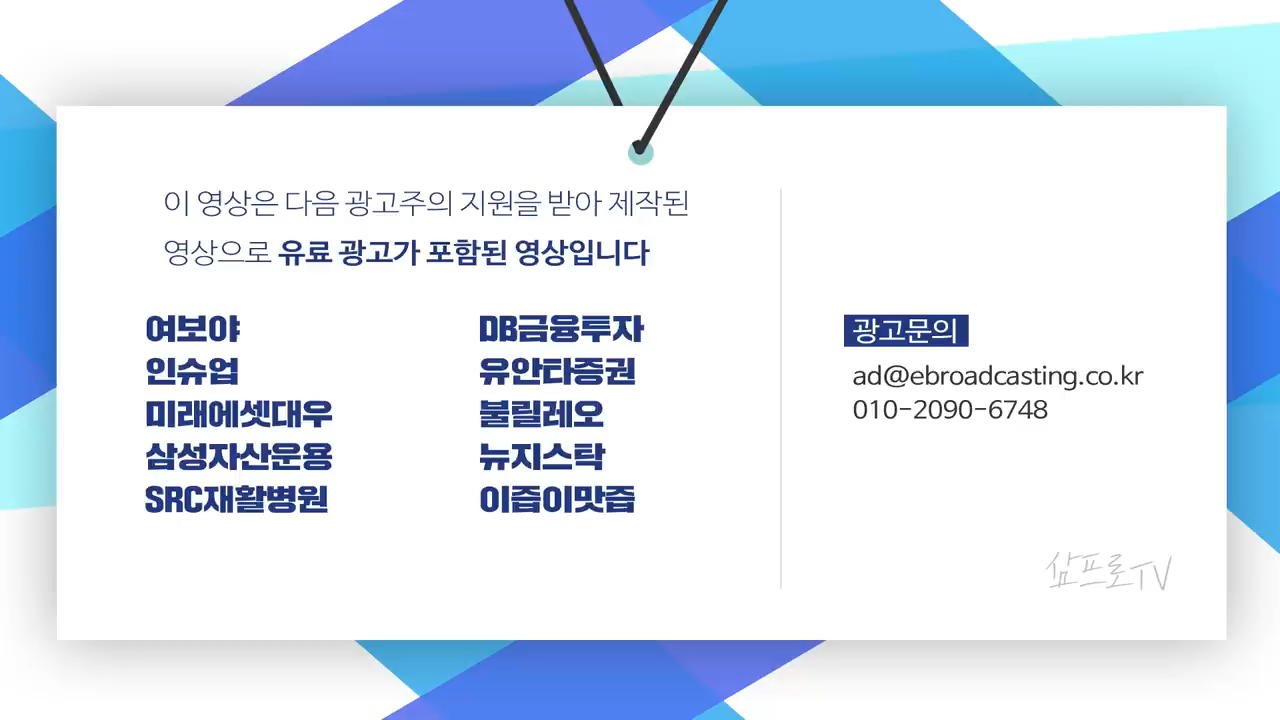 이 영상은 다음 광고주의 지원을 받아 제작된
영상으로 유료 광고가 포함된 영상입니다
여보야
인슈업
미래에셋대우
삼성자산운용
SRC재활병원
DB금융투자
유안타증권
불릴레오
뉴지스탁
이즙이맛즙
광고문의
ad@ebroadcasting.co.kr
010-2090-6748
삼프로TV